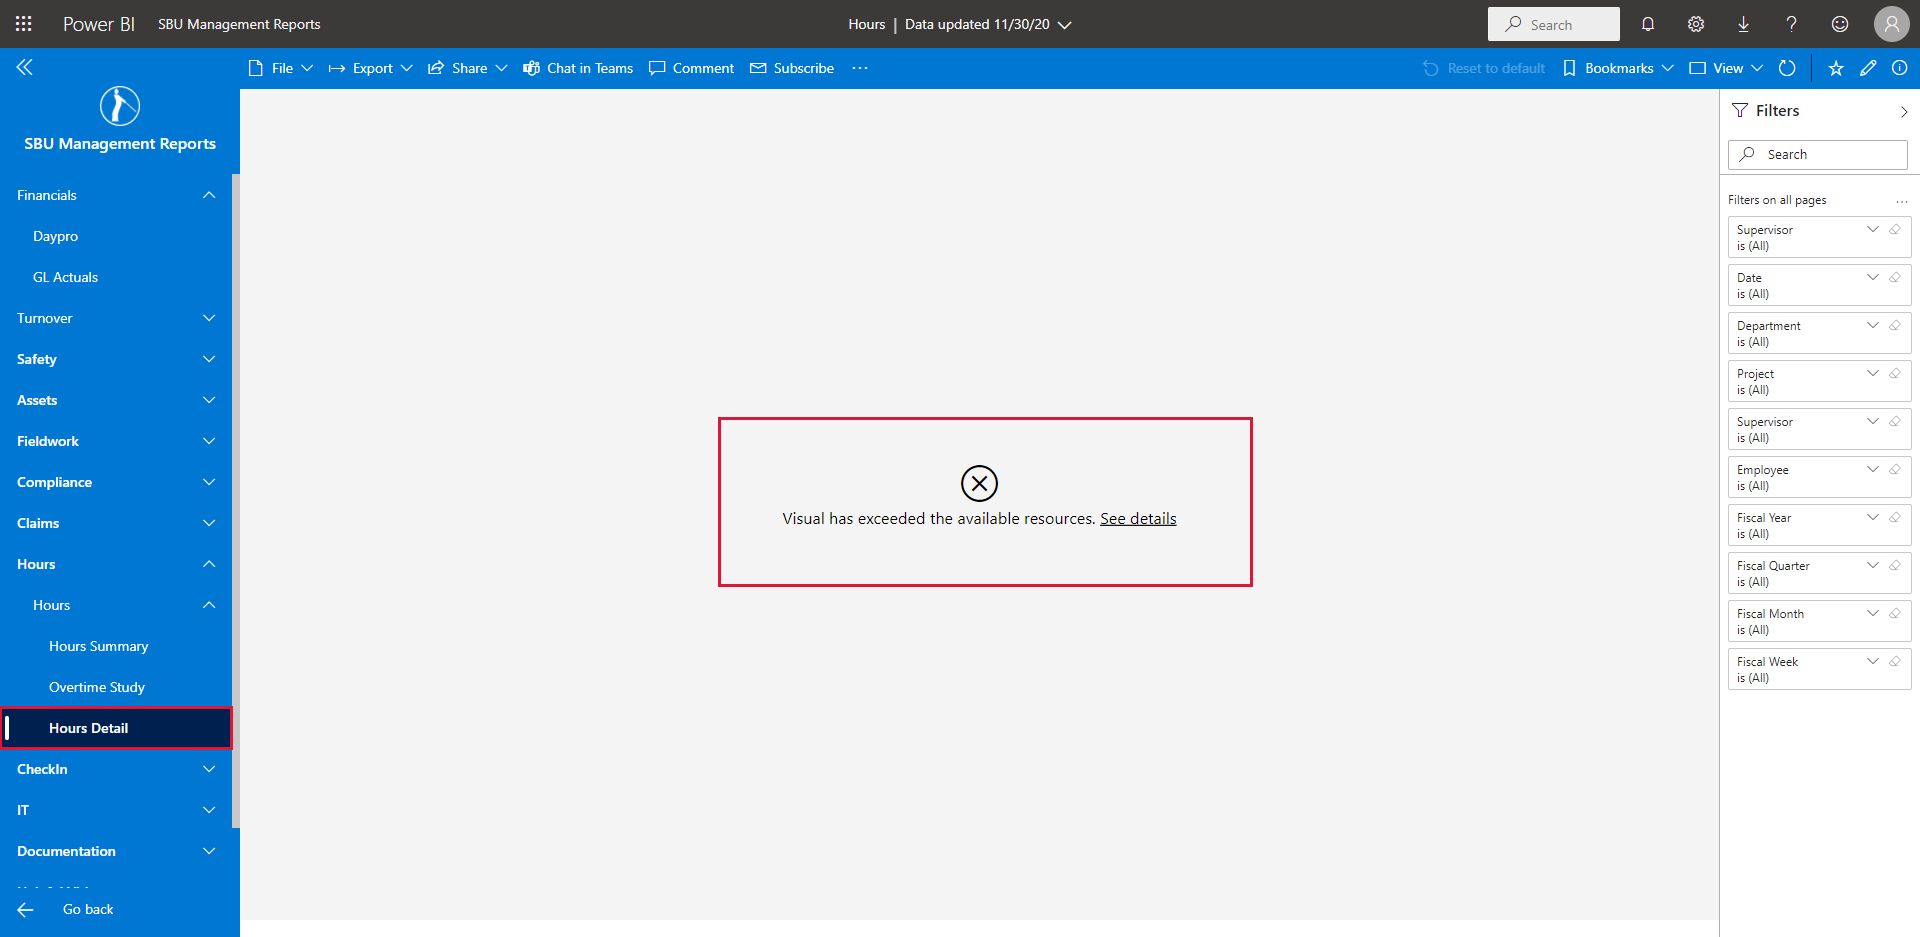 Power BI SBU Management Reports Hours | Data updated 11/30/20 Search
File Export Share Chat in Teams Comment Subscribe ... Reset to default Bookmarks View
SBU Management Reports
Financials
Daypro
GL Actuals
Turnover
Safety
Assets
Fieldwork
Compliance
Claims
Hours
Hours
Hours Summary
Overtime Study
Hours Detail
CheckIn
IT
Documentation
Go back
Visual has exceeded the available resources. See details
Filters
Search
Filters on all pages ...
Supervisor
is (All)
Date
is (All)
Department
is (All)
Project
is (All)
Supervisor
is (All)
Employee
is (All)
Fiscal Year
is (All)
Fiscal Quarter
is (All)
Fiscal Month
is (All)
Fiscal Week
is (All)